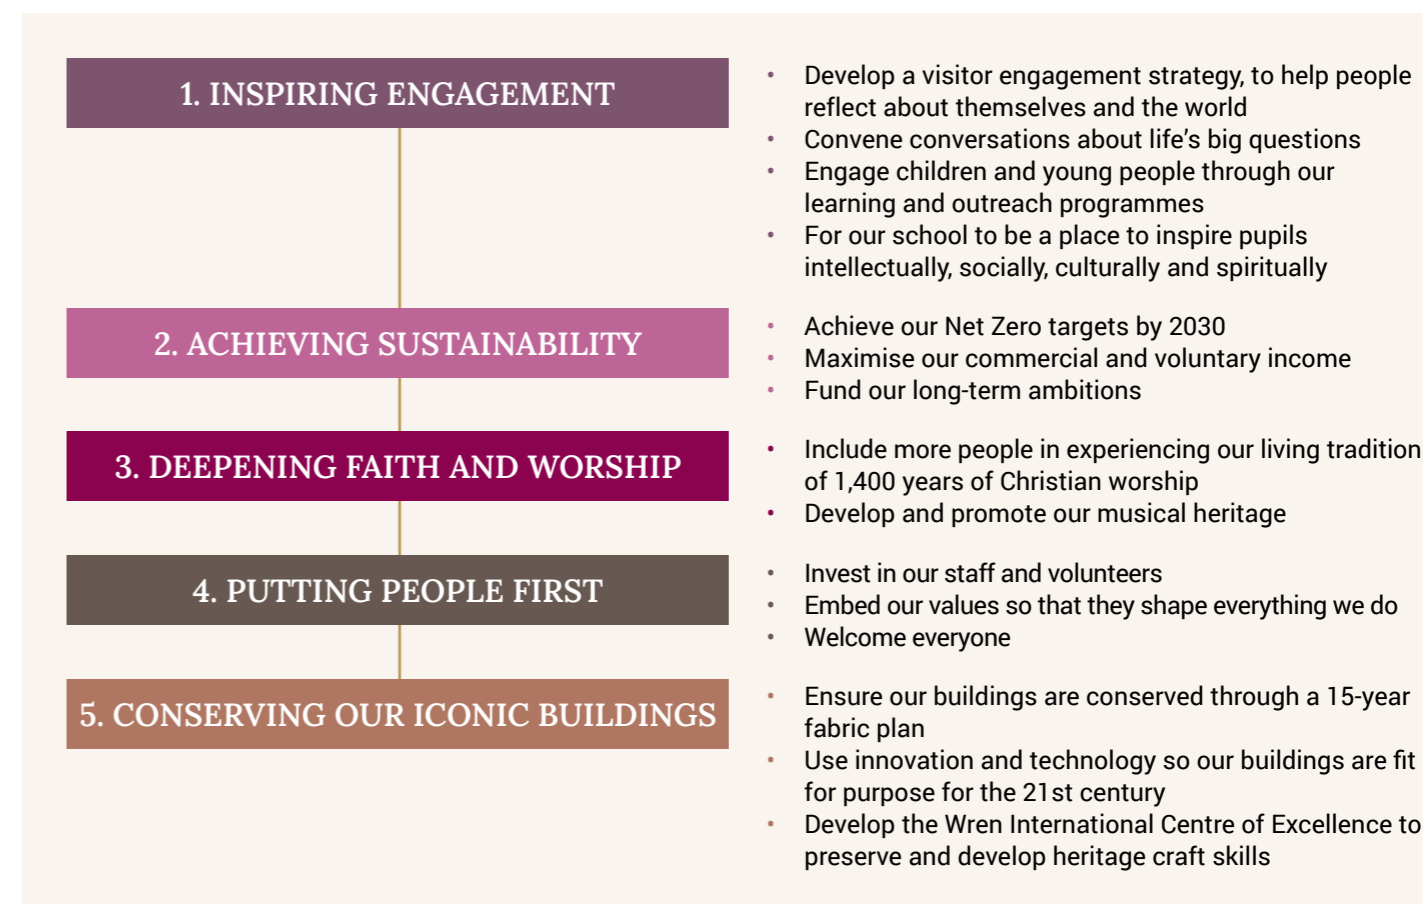 1. INSPIRING ENGAGEMENT
• Develop a visitor engagement strategy, to help people
reflect about themselves and the world
• Convene conversations about life’s big questions
• Engage children and young people through our
learning and outreach programmes
• For our school to be a place to inspire pupils
intellectually, socially, culturally and spiritually
2. ACHIEVING SUSTAINABILITY
• Achieve our Net Zero targets by 2030
• Maximise our commercial and voluntary income
• Fund our long-term ambitions
3. DEEPENING FAITH AND WORSHIP
• Include more people in experiencing our living tradition
of 1,400 years of Christian worship
• Develop and promote our musical heritage
4. PUTTING PEOPLE FIRST
• Invest in our staff and volunteers
• Embed our values so that they shape everything we do
• Welcome everyone
5. CONSERVING OUR ICONIC BUILDINGS
• Ensure our buildings are conserved through a 15-year
fabric plan
• Use innovation and technology so our buildings are fit
for purpose for the 21st century
• Develop the Wren International Centre of Excellence to
preserve and develop heritage craft skills